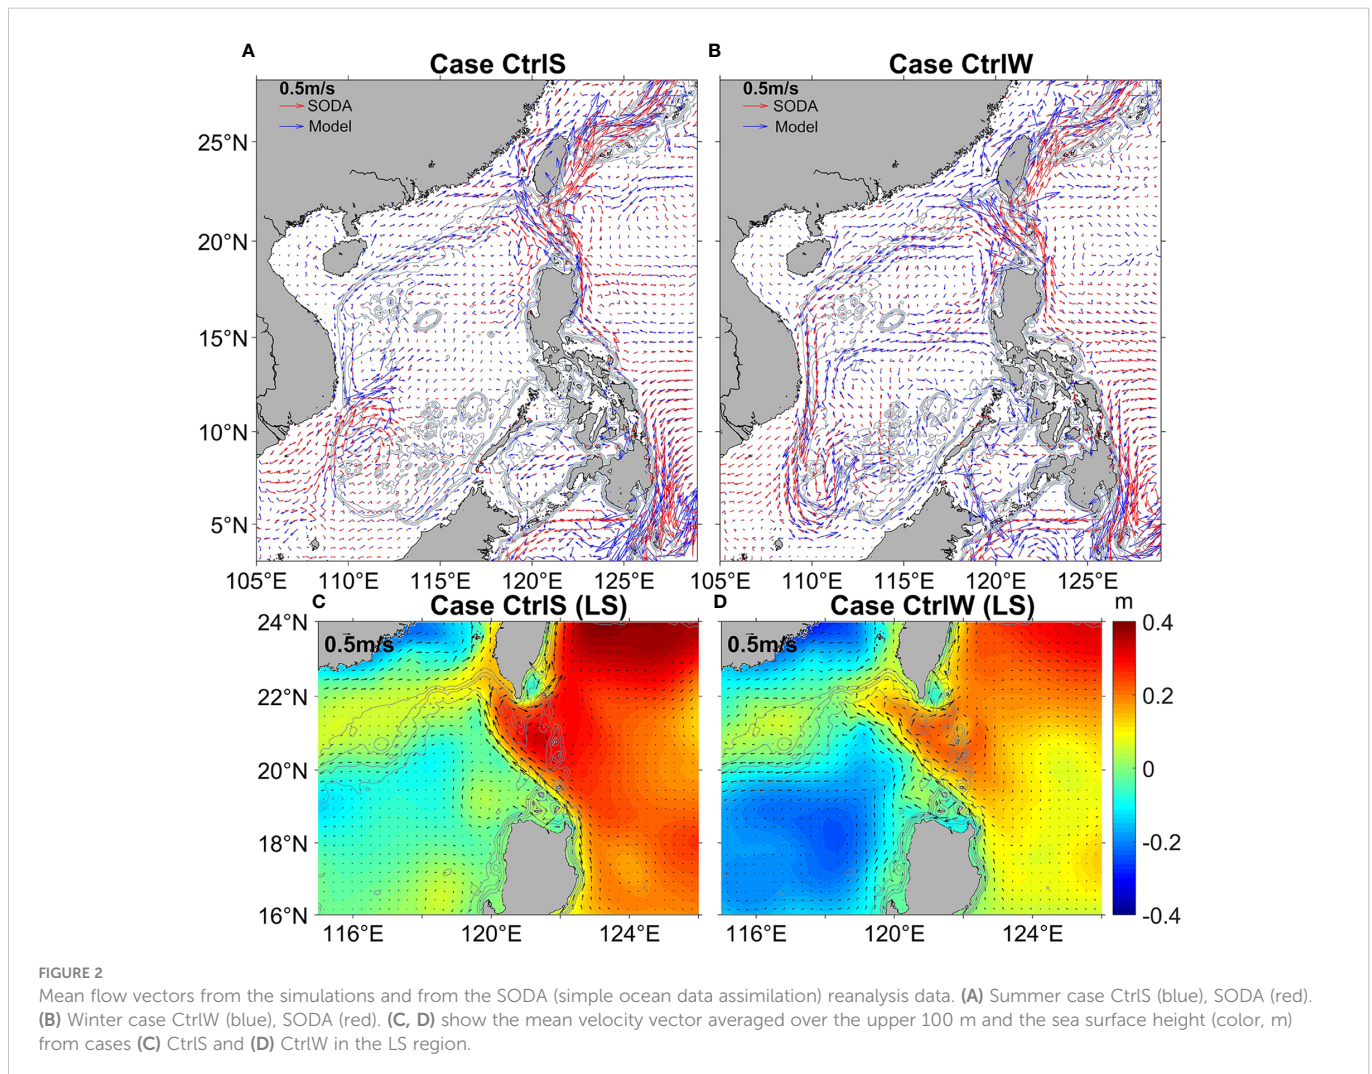 A
Case CtrlS
B
Case CtrlW
0.5m/s
SODA
Model
0.5m/s
SODA
Model
25°N
20°N
15°N
10°N
5°N
105°E 110°E 115°E 120°E 125°E
105°E 110°E 115°E 120°E 125°E
C
Case CtrlS (LS)
D
Case CtrlW (LS)
m
24°N
22°N
20°N
18°N
16°N
0.5m/s
0.5m/s
0.4
0.2
0
-0.2
-0.4
116°E 120°E 124°E
116°E 120°E 124°E
FIGURE 2
Mean flow vectors from the simulations and from the SODA (simple ocean data assimilation) reanalysis data. (A) Summer case CtrlS (blue), SODA (red).
(B) Winter case CtrlW (blue), SODA (red). (C, D) show the mean velocity vector averaged over the upper 100 m and the sea surface height (color, m)
from cases (C) CtrlS and (D) CtrlW in the LS region.